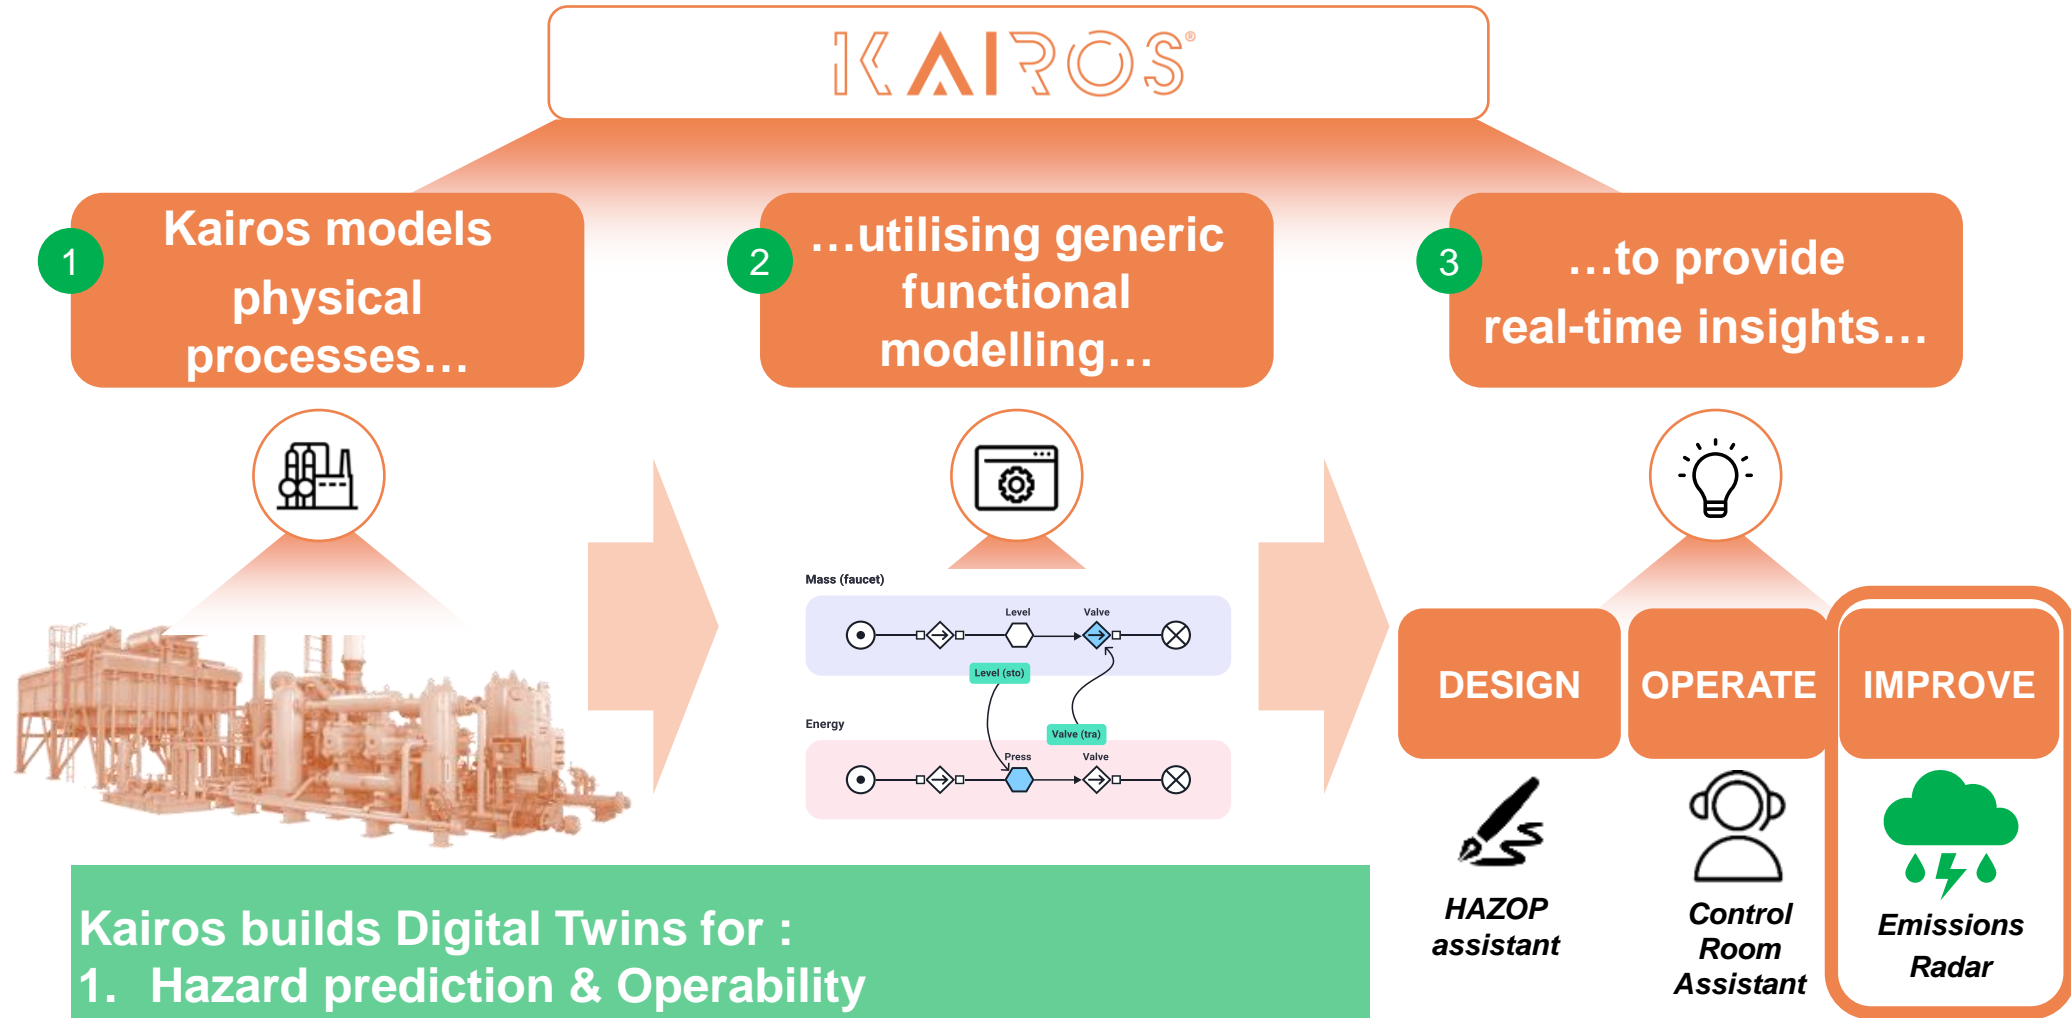 KAIROS®
1
Kairos models
physical
processes…
2
…utilising generic
functional
modelling…
3
…to provide
real-time insights…
Mass (faucet)
Level
Valve
Level (sto)
Energy
Valve (tra)
Press
Valve
DESIGN
OPERATE
IMPROVE
HAZOP
assistant
Control
Room
Assistant
Emissions
Radar
Kairos builds Digital Twins for :
1. Hazard prediction & Operability